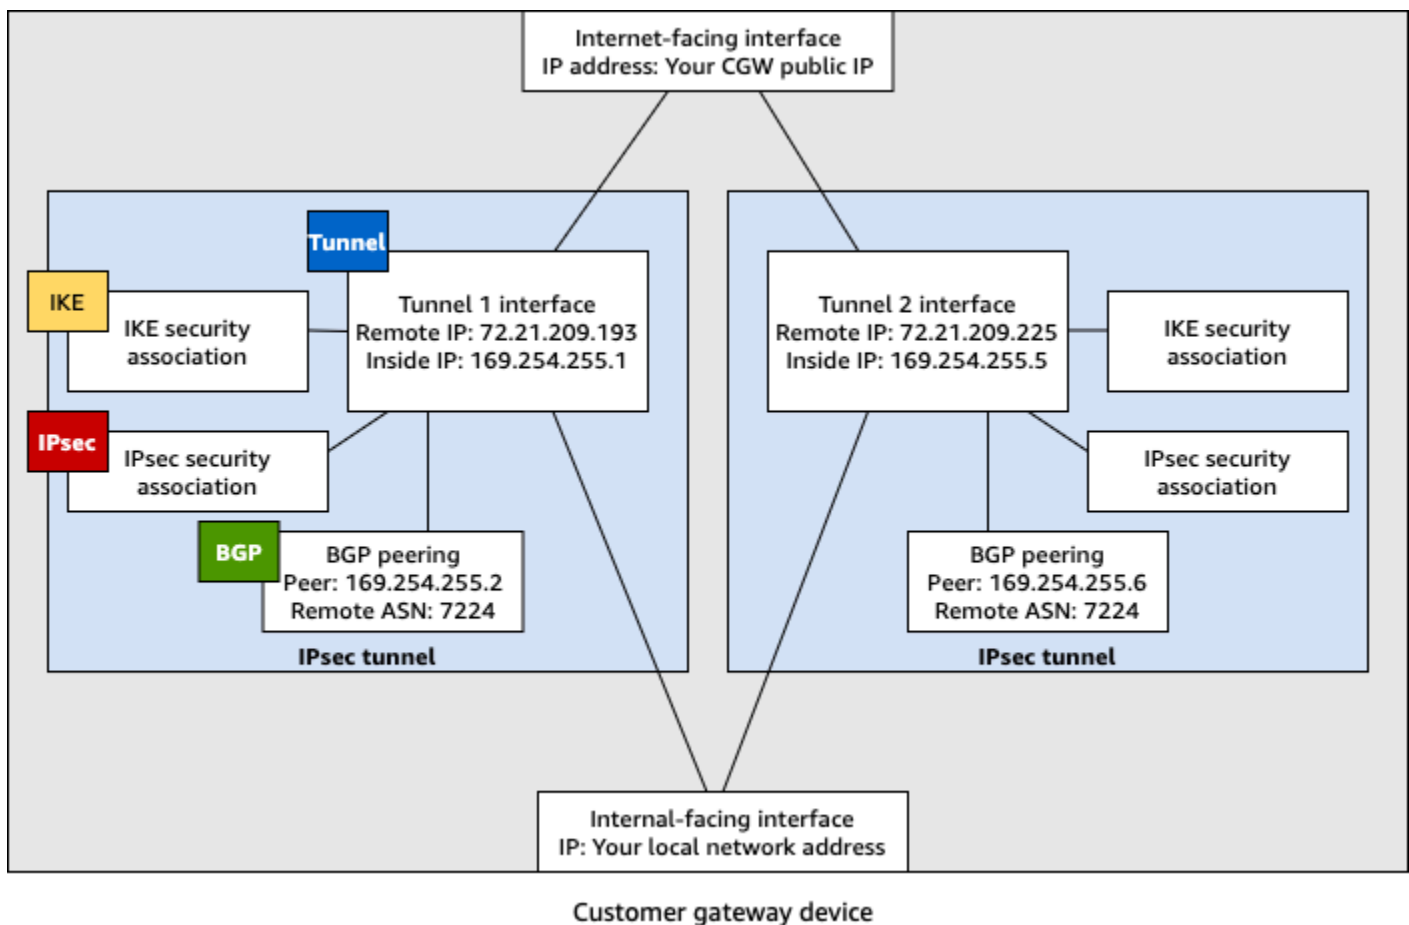 Internet-facing interface
IP address: Your CGW public IP
Tunnel
Tunnel 1 interface
Remote IP: 72.21.209.193
Inside IP: 169.254.255.1
IKE
IKE security
association
IPsec
IPsec security
association
BGP
BGP peering
Peer: 169.254.255.2
Remote ASN: 7224
IPsec tunnel
Tunnel 2 interface
Remote IP: 72.21.209.225
Inside IP: 169.254.255.5
IKE security
association
IPsec security
association
BGP peering
Peer: 169.254.255.6
Remote ASN: 7224
IPsec tunnel
Internal-facing interface
IP: Your local network address
Customer gateway device